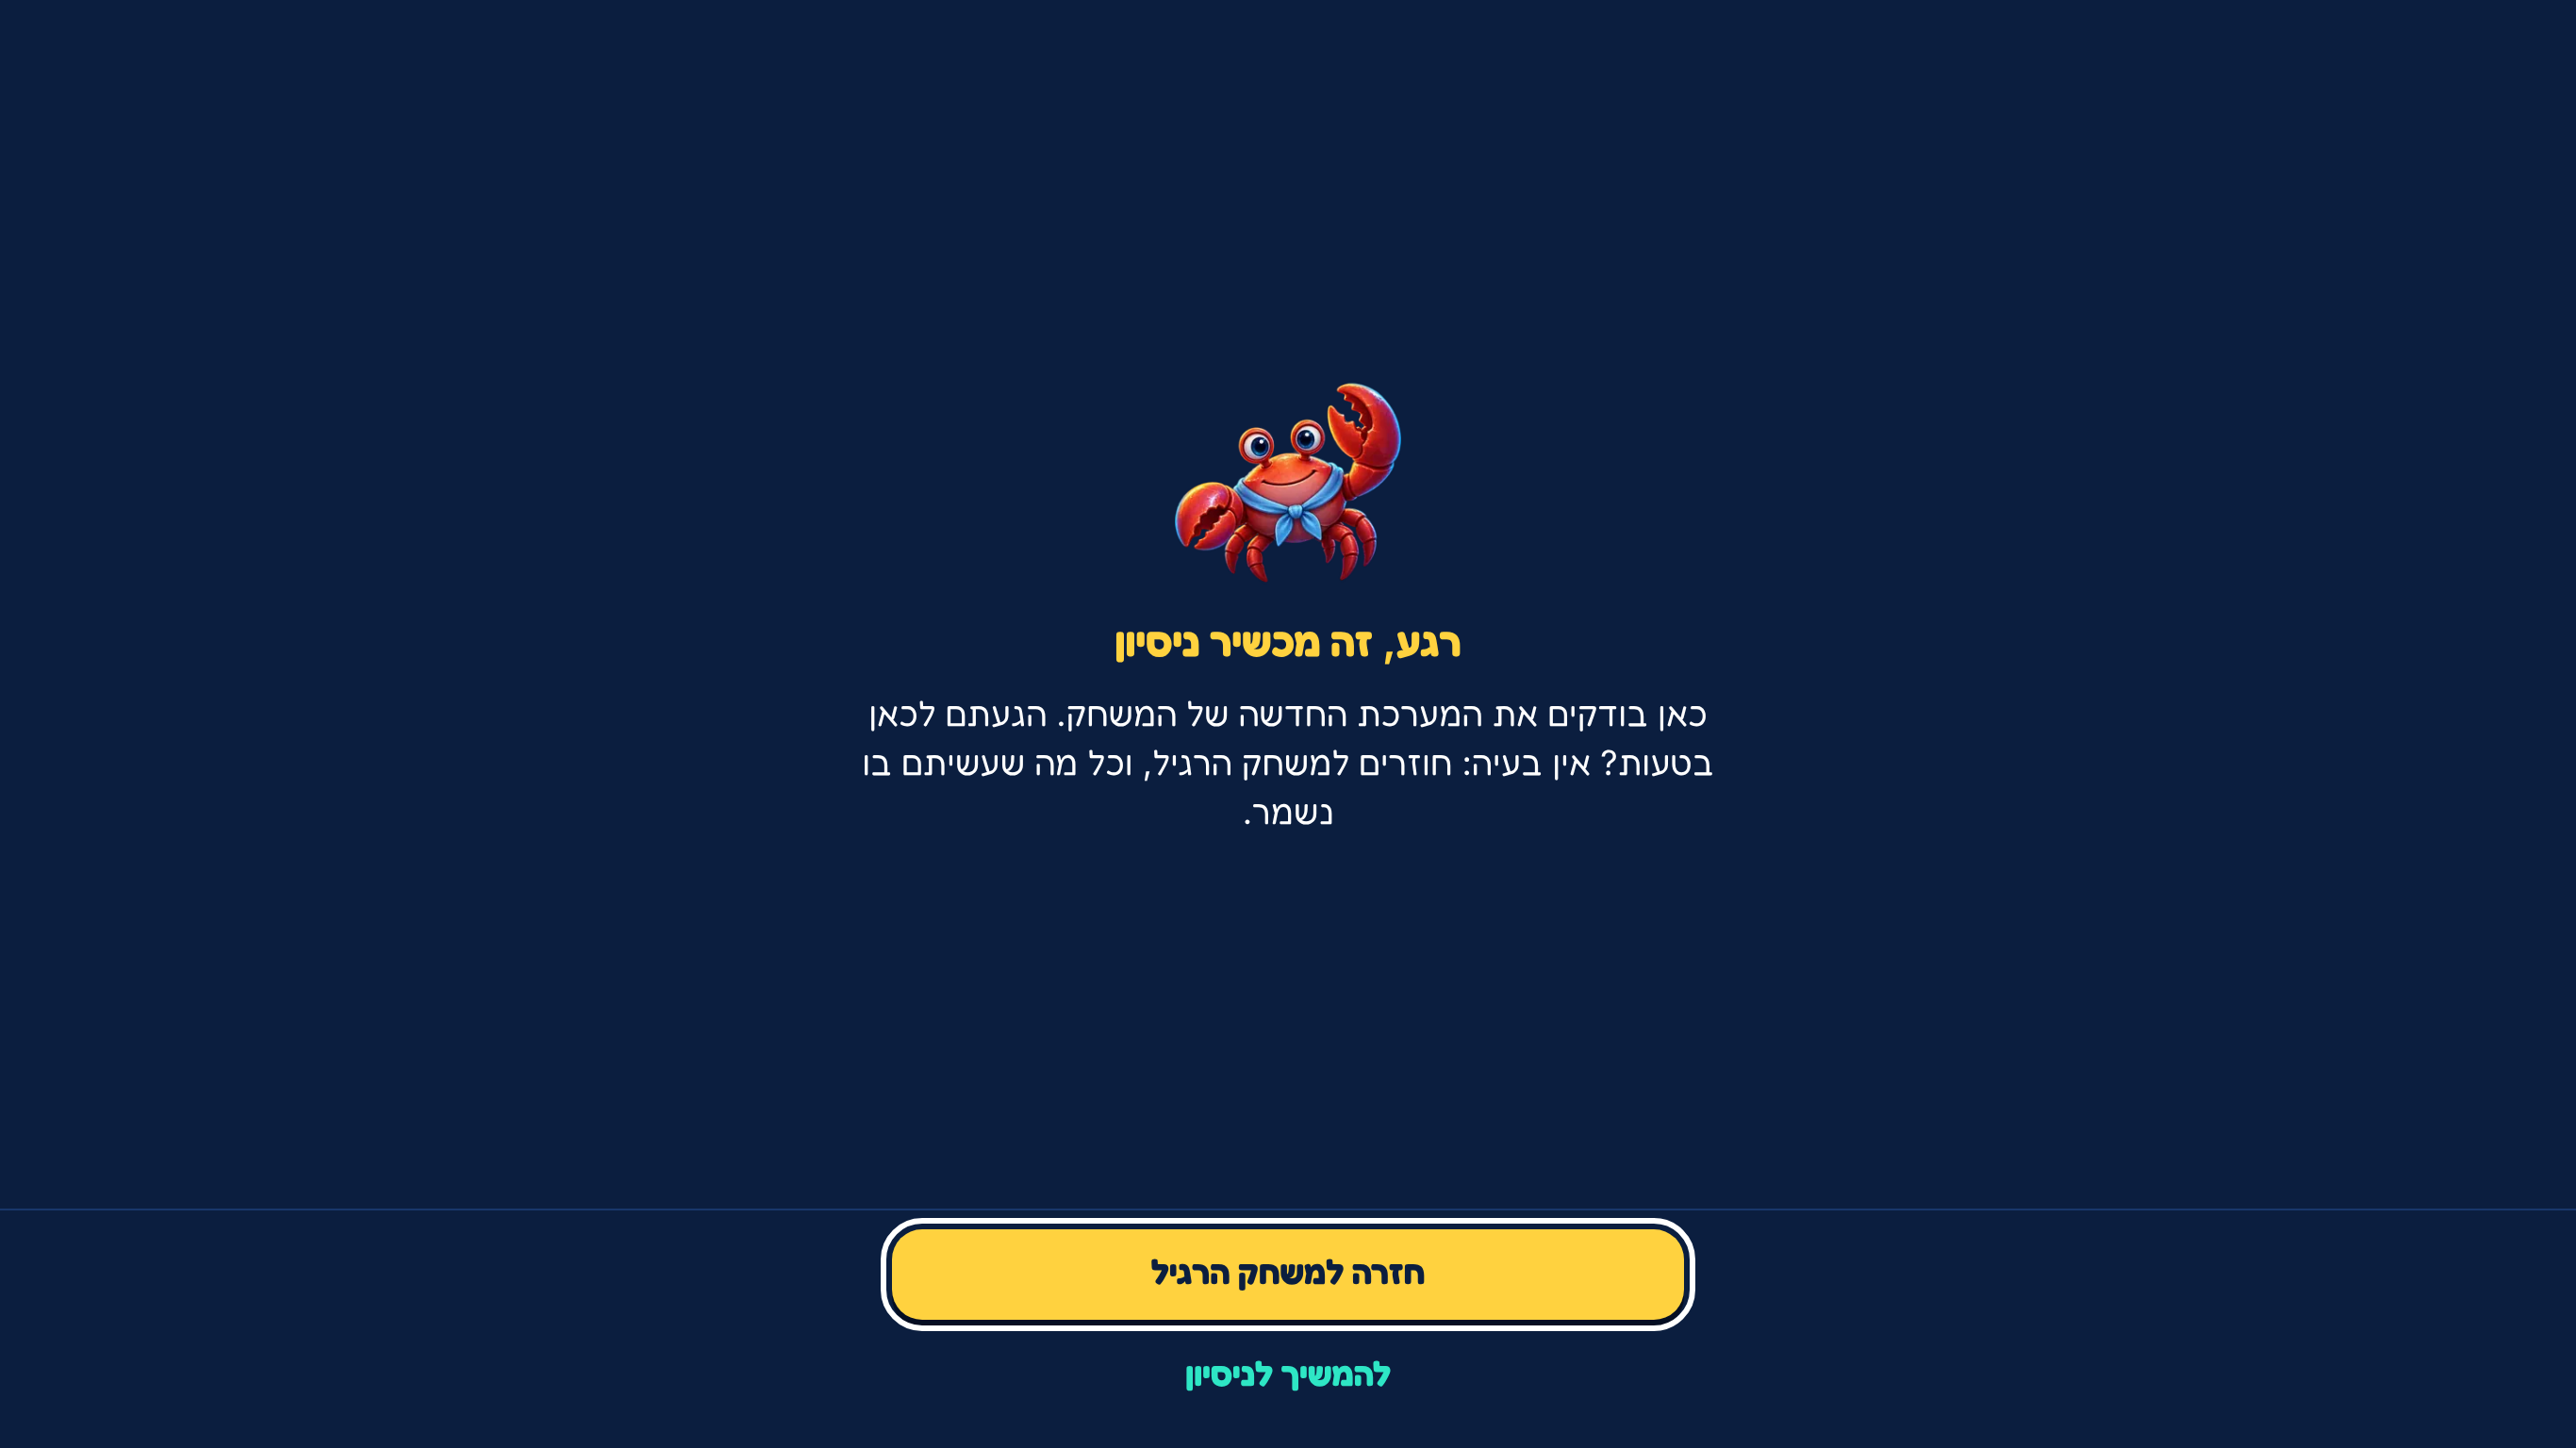 רגע, זה מכשיר ניסיון
כאן בודקים את המערכת החדשה של המשחק. הגעתם לכאן
בטעות? אין בעיה: חוזרים למשחק הרגיל, וכל מה שעשיתם בו
נשמר.
חזרה למשחק הרגיל
להמשיך לניסיון